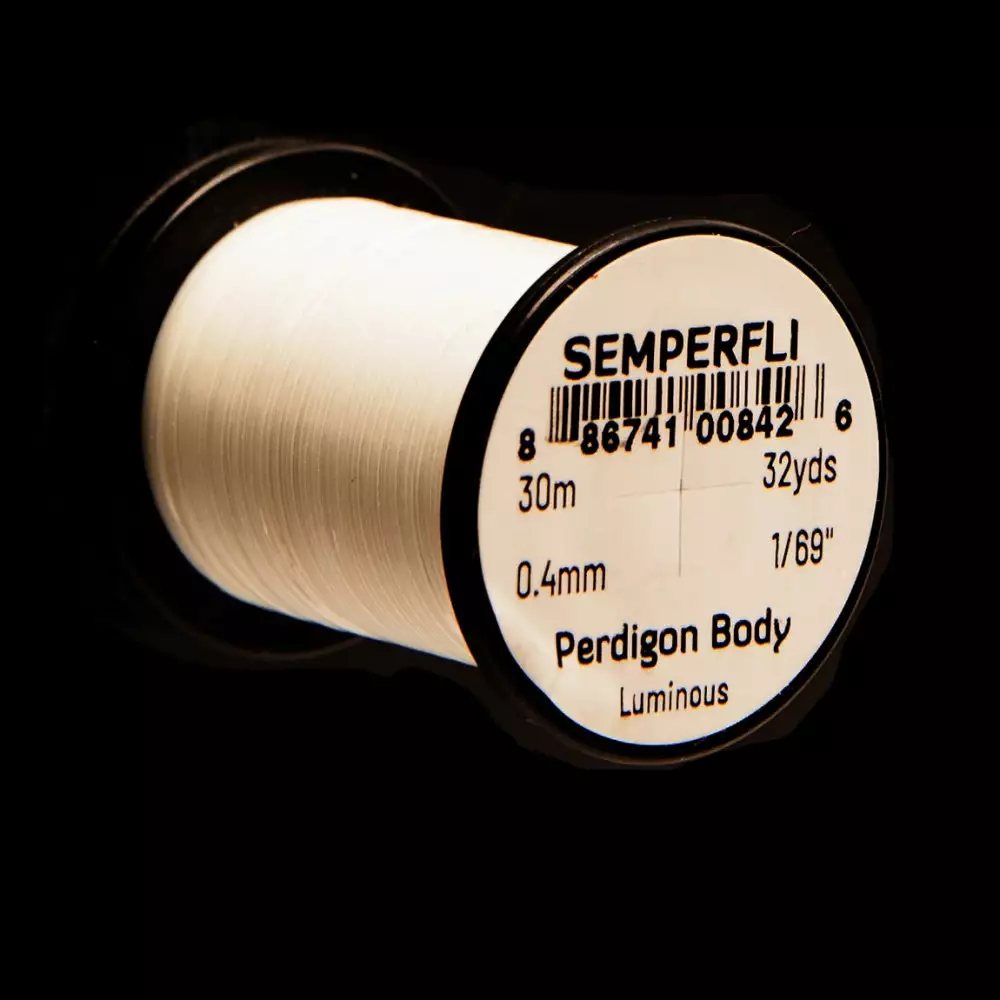 SEMPERFLI
8 86741 00842 6
30m 32yds
0.4mm 1/69"
Perdigon Body
Luminous